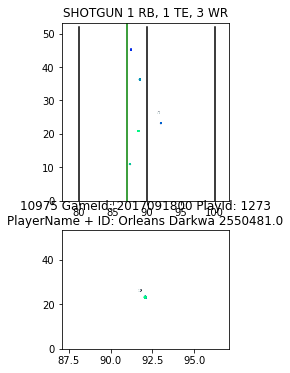 SHOTGUN 1 RB, 1 TE, 3 WR
50
40
30
20
10
0
80 85 90 95 100
10975 GameId: 2017091800 PlayId: 1273
PlayerName + ID: Orleans Darkwa 2550481.0
40
20
0
87.5 90.0 92.5 95.0